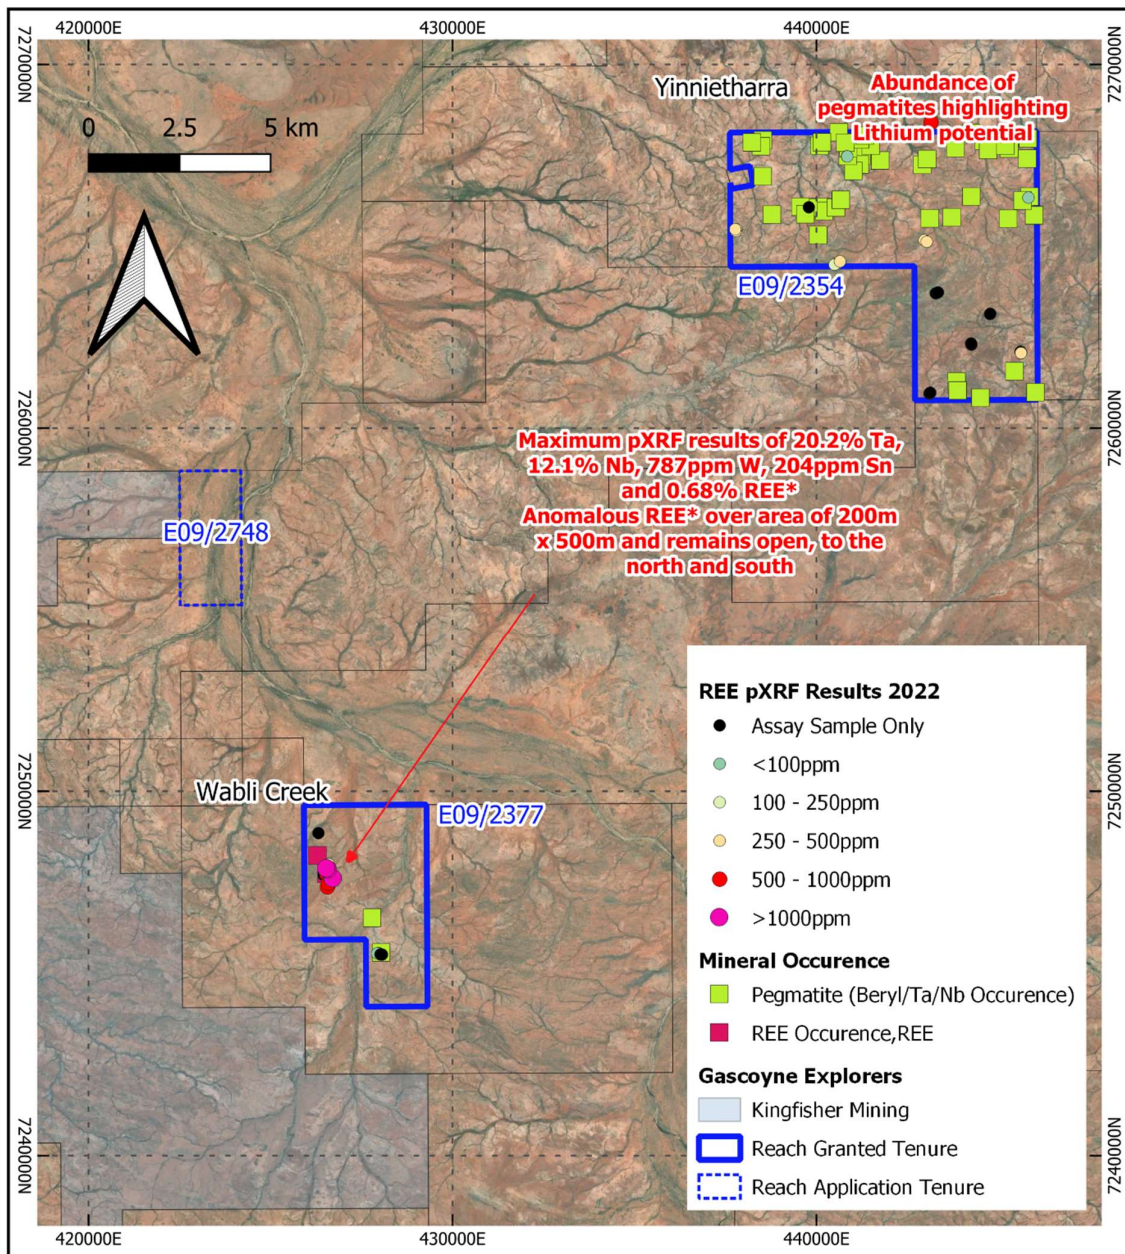 420000E
430000E
440000E
7270000N
7270000N
Yinnietharra
Abundance of
pegmatites highlighting
Lithium potential
0 2.5 5 km
E09/2354
7260000N
7260000N
Maximum pXRF results of 20.2% Ta,
12.1% Nb, 787ppm W, 204ppm Sn
and 0.68% REE*
Anomalous REE* over area of 200m
x 500m and remains open, to the
north and south
E09/2748
7250000N
7250000N
Wabli Creek
E09/2377
REE pXRF Results 2022
Assay Sample Only
<100ppm
100 - 250ppm
250 - 500ppm
500 - 1000ppm
>1000ppm
Mineral Occurence
Pegmatite (Beryl/Ta/Nb Occurence)
REE Occurence,REE
Gascoyne Explorers
Kingfisher Mining
Reach Granted Tenure
Reach Application Tenure
7240000N
7240000N
420000E
430000E
440000E